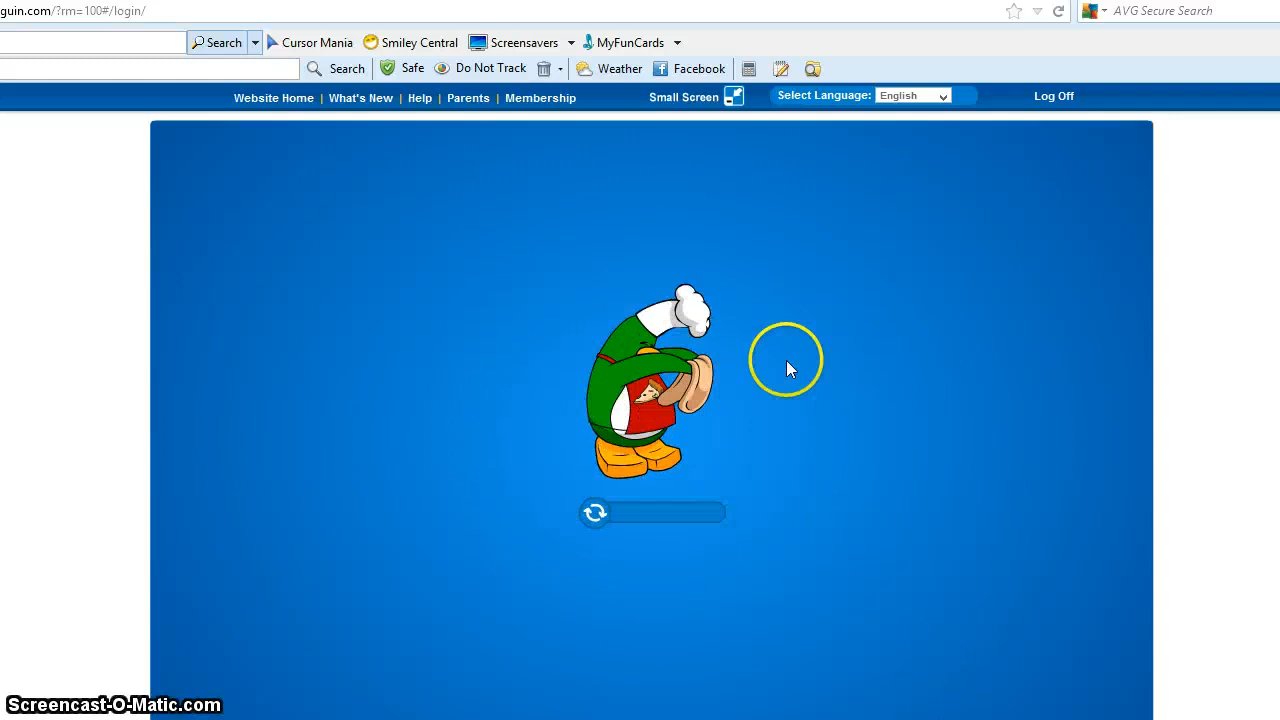 guin.com/?rm=100#/login/
AVG Secure Search
Search Cursor Mania Smiley Central Screensavers MyFunCards
Search Safe Do Not Track Weather Facebook
Website Home | What's New | Help | Parents | Membership Small Screen Select Language: English Log Off
Screencast-O-Matic.com